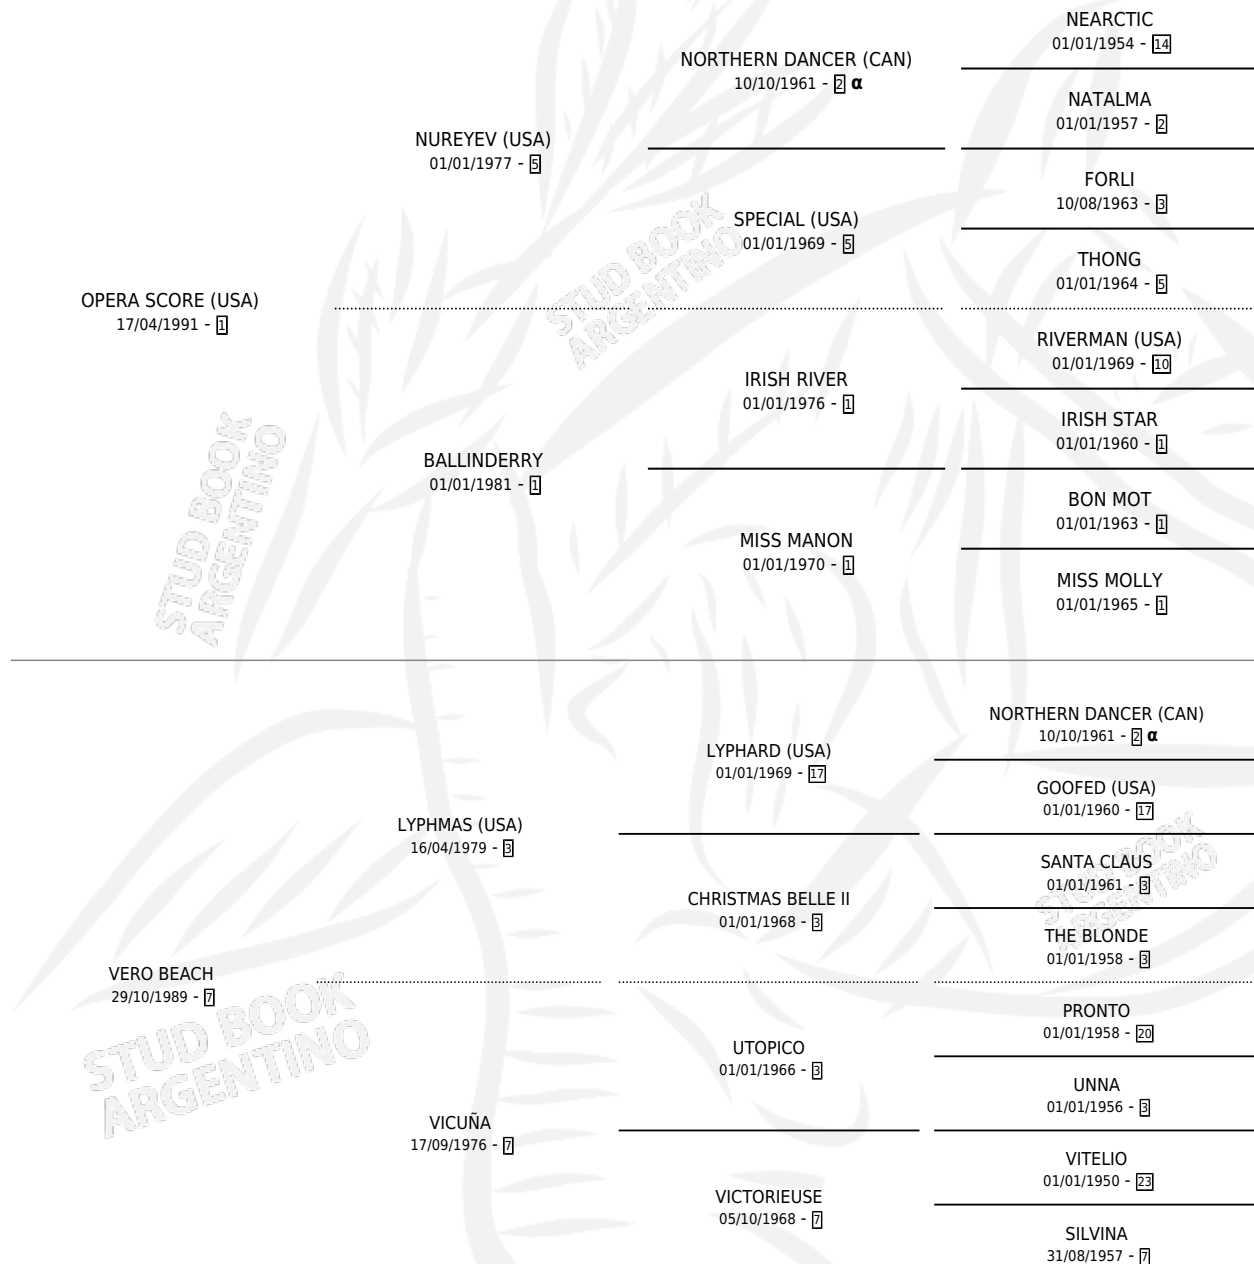 NEARCTIC
01/01/1954 - 14
NORTHERN DANCER (CAN)
10/10/1961 - 2 α
NATALMA
01/01/1957 - 2
NUREYEV (USA)
01/01/1977 - 5
FORLI
10/08/1963 - 3
SPECIAL (USA)
01/01/1969 - 5
THONG
01/01/1964 - 5
OPERA SCORE (USA)
17/04/1991 - 1
RIVERMAN (USA)
01/01/1969 - 10
IRISH RIVER
01/01/1976 - 1
IRISH STAR
01/01/1960 - 1
BALLINDERRY
01/01/1981 - 1
BON MOT
01/01/1963 - 1
MISS MANON
01/01/1970 - 1
MISS MOLLY
01/01/1965 - 1
STUD BOOK
ARGENTINO
STUD BOOK
ARGENTINO
NORTHERN DANCER (CAN)
10/10/1961 - 2 α
LYPHARD (USA)
01/01/1969 - 17
GOOFED (USA)
01/01/1960 - 17
LYPHMAS (USA)
16/04/1979 - 3
SANTA CLAUS
01/01/1961 - 3
CHRISTMAS BELLE II
01/01/1968 - 3
THE BLONDE
01/01/1958 - 3
VERO BEACH
29/10/1989 - 7
PRONTO
01/01/1958 - 20
UTOPICO
01/01/1966 - 3
UNNA
01/01/1956 - 3
VICUÑA
17/09/1976 - 7
VITELIO
01/01/1950 - 23
VICTORIEUSE
05/10/1968 - 7
SILVINA
31/08/1957 - 7
STUD BOOK
ARGENTINO
STUD BOOK
ARGENTINO